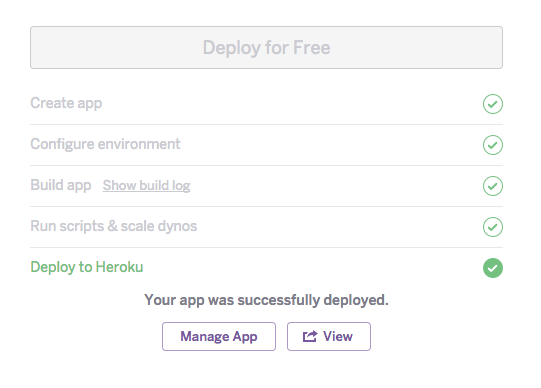 Deploy for Free
Create app
Configure environment
Build app Show build log
Run scripts & scale dynos
Deploy to Heroku
Your app was successfully deployed.
Manage App View